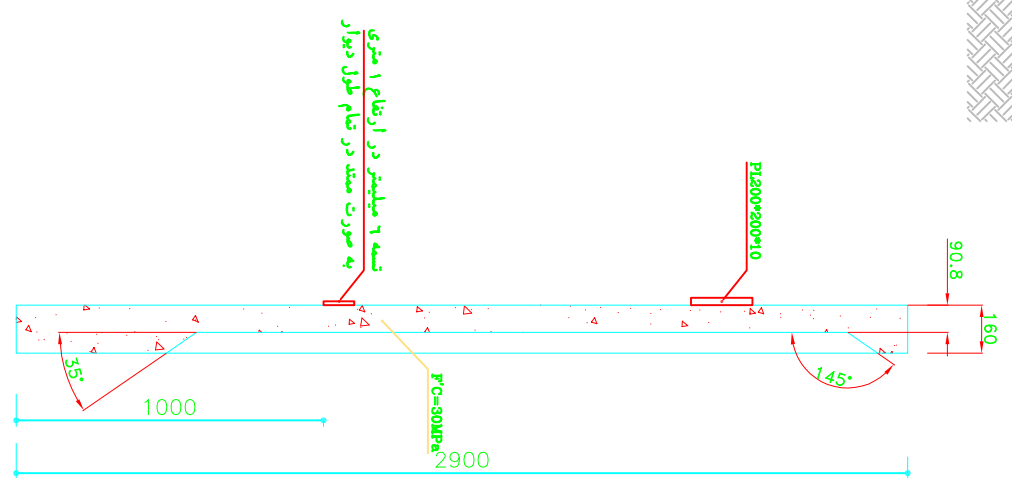 تسمه ۶ میلیمتر در ارتفاع ۱ متری
به صورت ممتد در تمام طول دیوار
PL200*200*10
90.8
160
35°
145°
F'C=30MPa
1000
2900